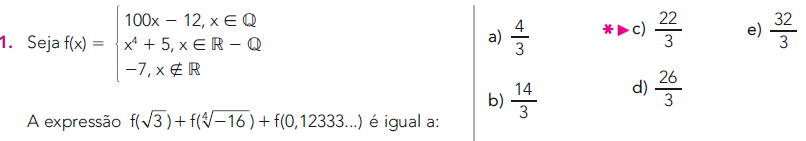 1. Seja f(x) = { 100x − 12, x ∈ ℚ
x⁴ + 5, x ∈ ℝ − ℚ
−7, x ∉ ℝ
A expressão f(√3) + f(∜−16) + f(0,12333...) é igual a:
a) 4/3
b) 14/3
*▶ c) 22/3
d) 26/3
e) 32/3